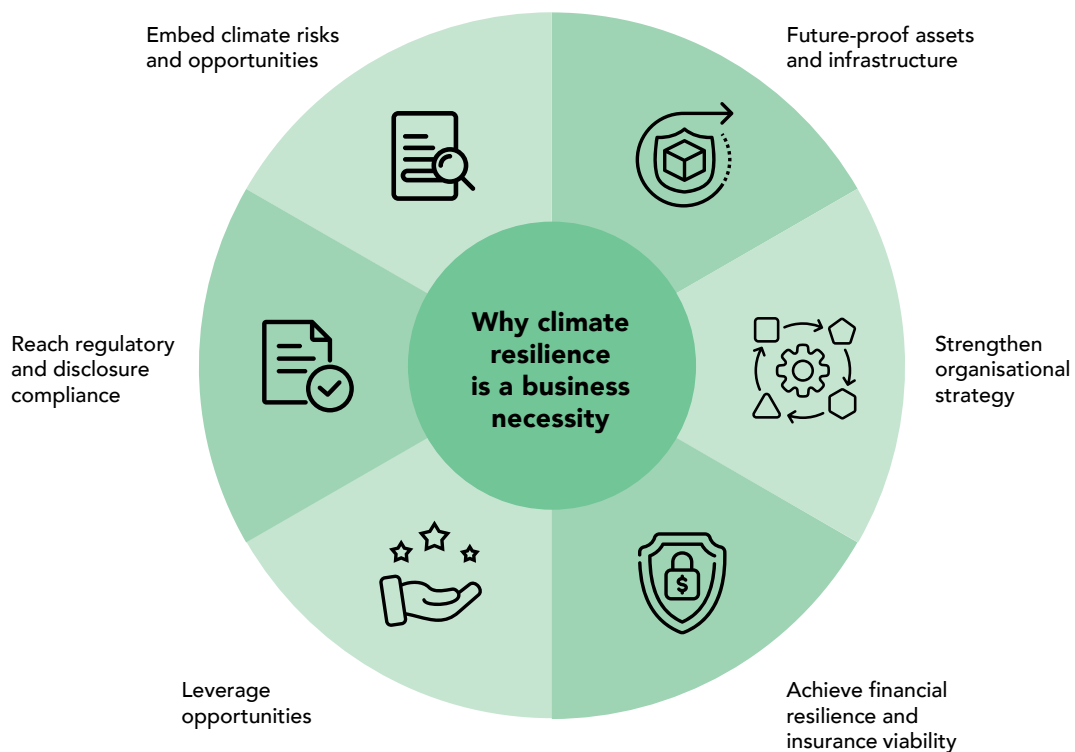 Embed climate risks
and opportunities
Future-proof assets
and infrastructure
Why climate
resilience
is a business
necessity
Reach regulatory
and disclosure
compliance
Strengthen
organisational
strategy
$
Leverage
opportunities
Achieve financial
resilience and
insurance viability